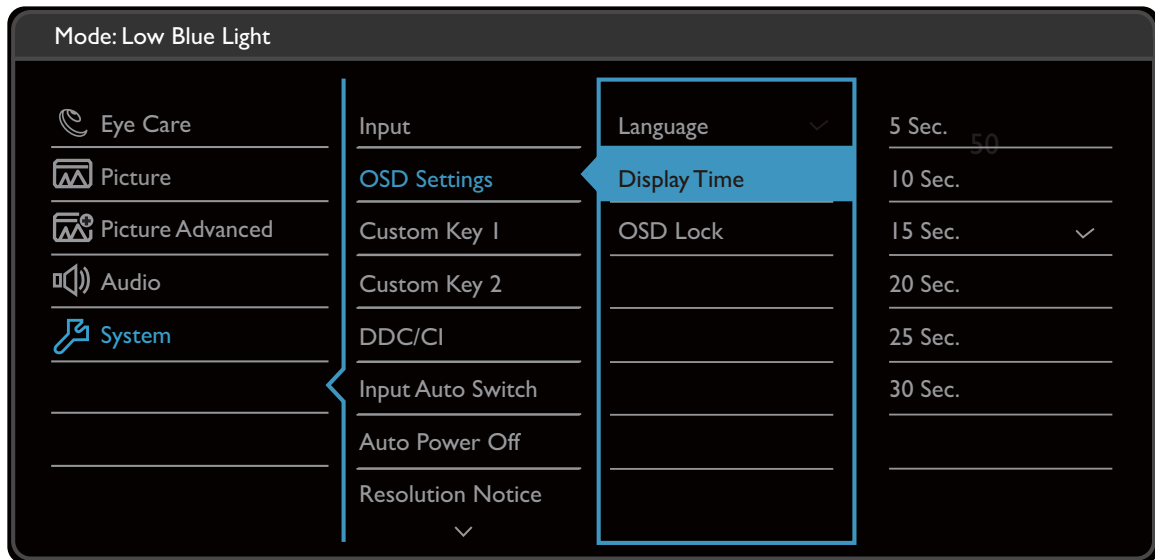 Mode: Low Blue Light
Eye Care
Picture
Picture Advanced
Audio
System
Input
OSD Settings
Custom Key 1
Custom Key 2
DDC/CI
Input Auto Switch
Auto Power Off
Resolution Notice
Language
Display Time
OSD Lock
5 Sec.
50
10 Sec.
15 Sec.
20 Sec.
25 Sec.
30 Sec.